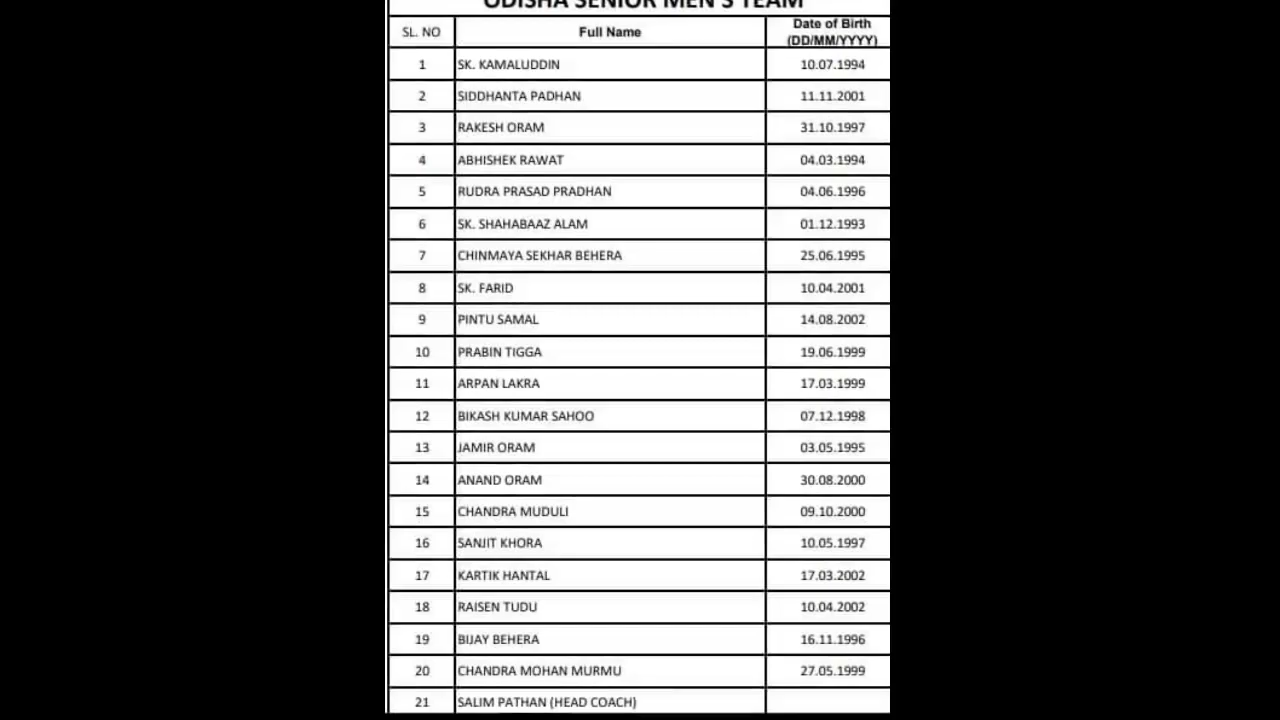 ODISHA SENIOR MEN'S TEAM
SL. NO Full Name Date of Birth (DD/MM/YYYY)
1 SK. KAMALUDDIN 10.07.1994
2 SIDDHANTA PADHAN 11.11.2001
3 RAKESH ORAM 31.10.1997
4 ABHISHEK RAWAT 04.03.1994
5 RUDRA PRASAD PRADHAN 04.06.1996
6 SK. SHAHABAAZ ALAM 01.12.1993
7 CHINMAYA SEKHAR BEHERA 25.06.1995
8 SK. FARID 10.04.2001
9 PINTU SAMAL 14.08.2002
10 PRABIN TIGGA 19.06.1999
11 ARPAN LAKRA 17.03.1999
12 BIKASH KUMAR SAHOO 07.12.1998
13 JAMIR ORAM 03.05.1995
14 ANAND ORAM 30.08.2000
15 CHANDRA MUDULI 09.10.2000
16 SANJIT KHORA 10.05.1997
17 KARTIK HANTAL 17.03.2002
18 RAISEN TUDU 10.04.2002
19 BIJAY BEHERA 16.11.1996
20 CHANDRA MOHAN MURMU 27.05.1999
21 SALIM PATHAN (HEAD COACH)